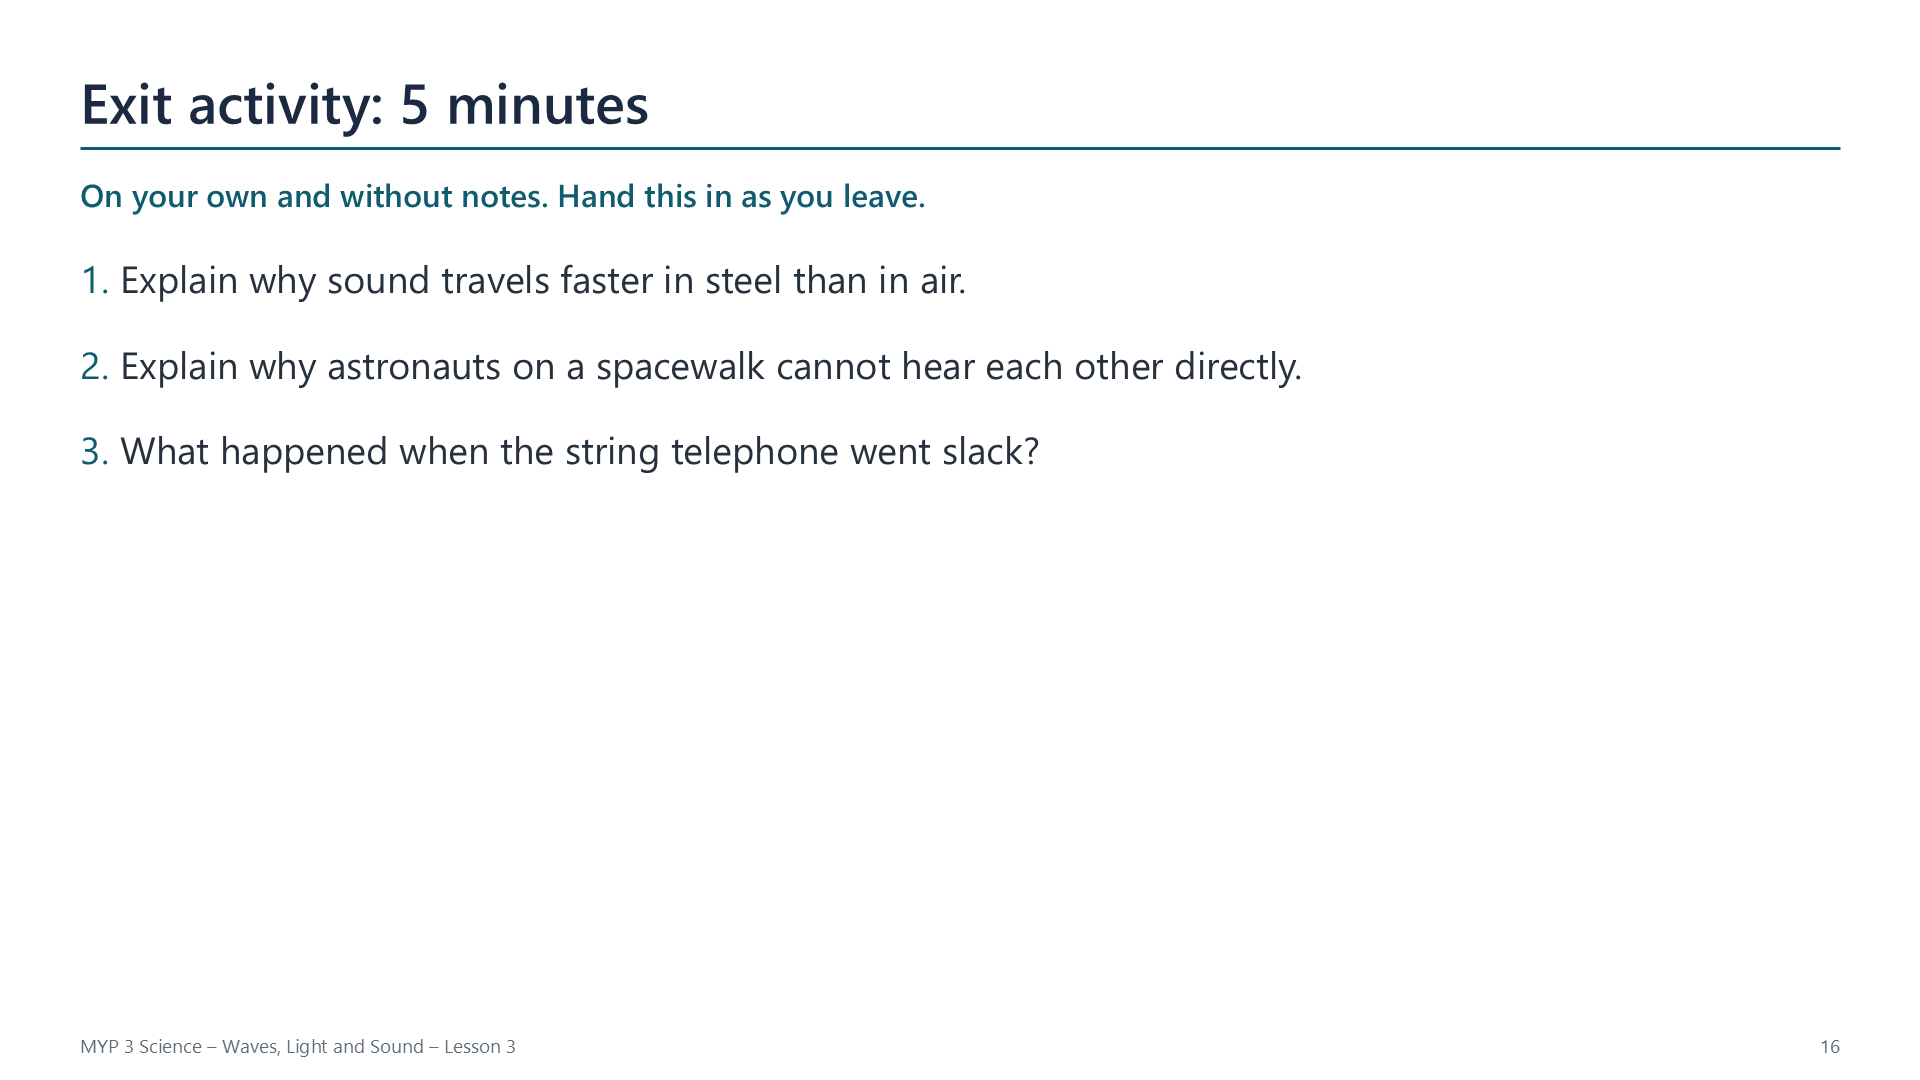 Exit activity: 5 minutes
On your own and without notes. Hand this in as you leave.
1. Explain why sound travels faster in steel than in air.
2. Explain why astronauts on a spacewalk cannot hear each other directly.
3. What happened when the string telephone went slack?
MYP 3 Science – Waves, Light and Sound – Lesson 3
16